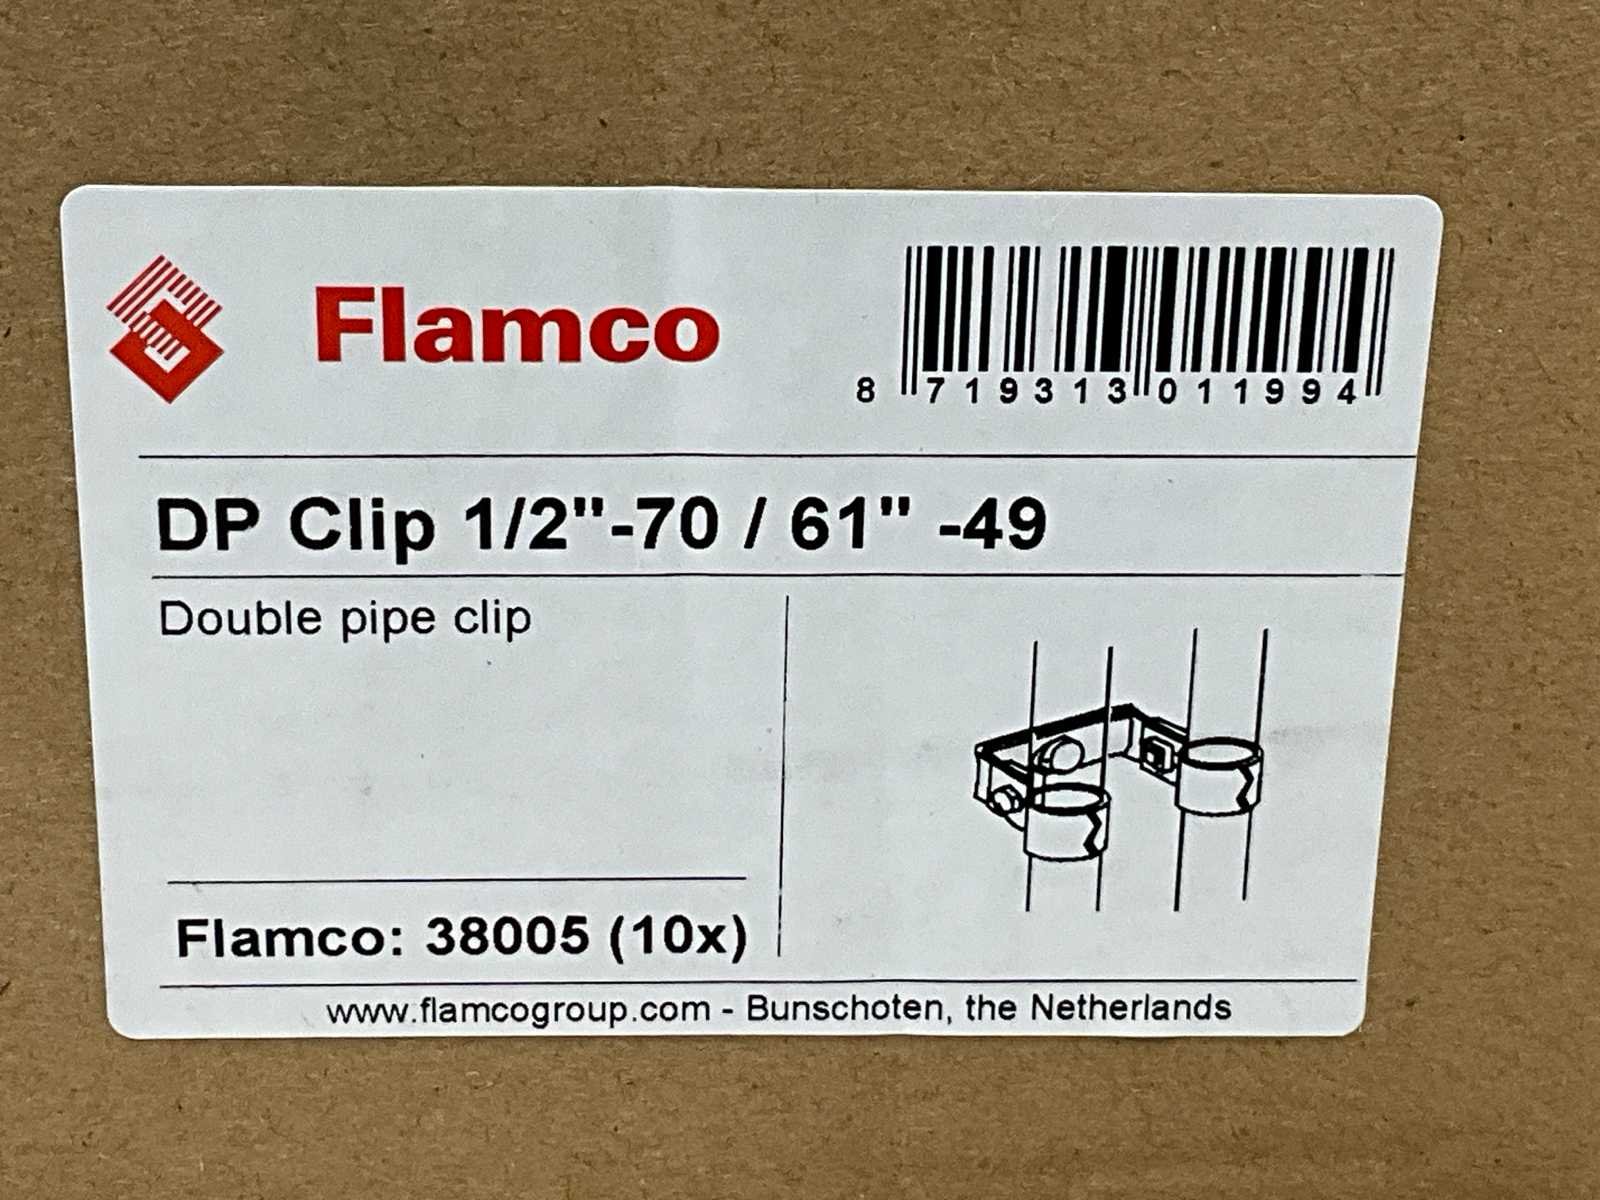 Flamco
8 719313 011994
DP Clip 1/2"-70 / 61" -49
Double pipe clip
Flamco: 38005 (10x)
www.flamcogroup.com - Bunschoten, the Netherlands